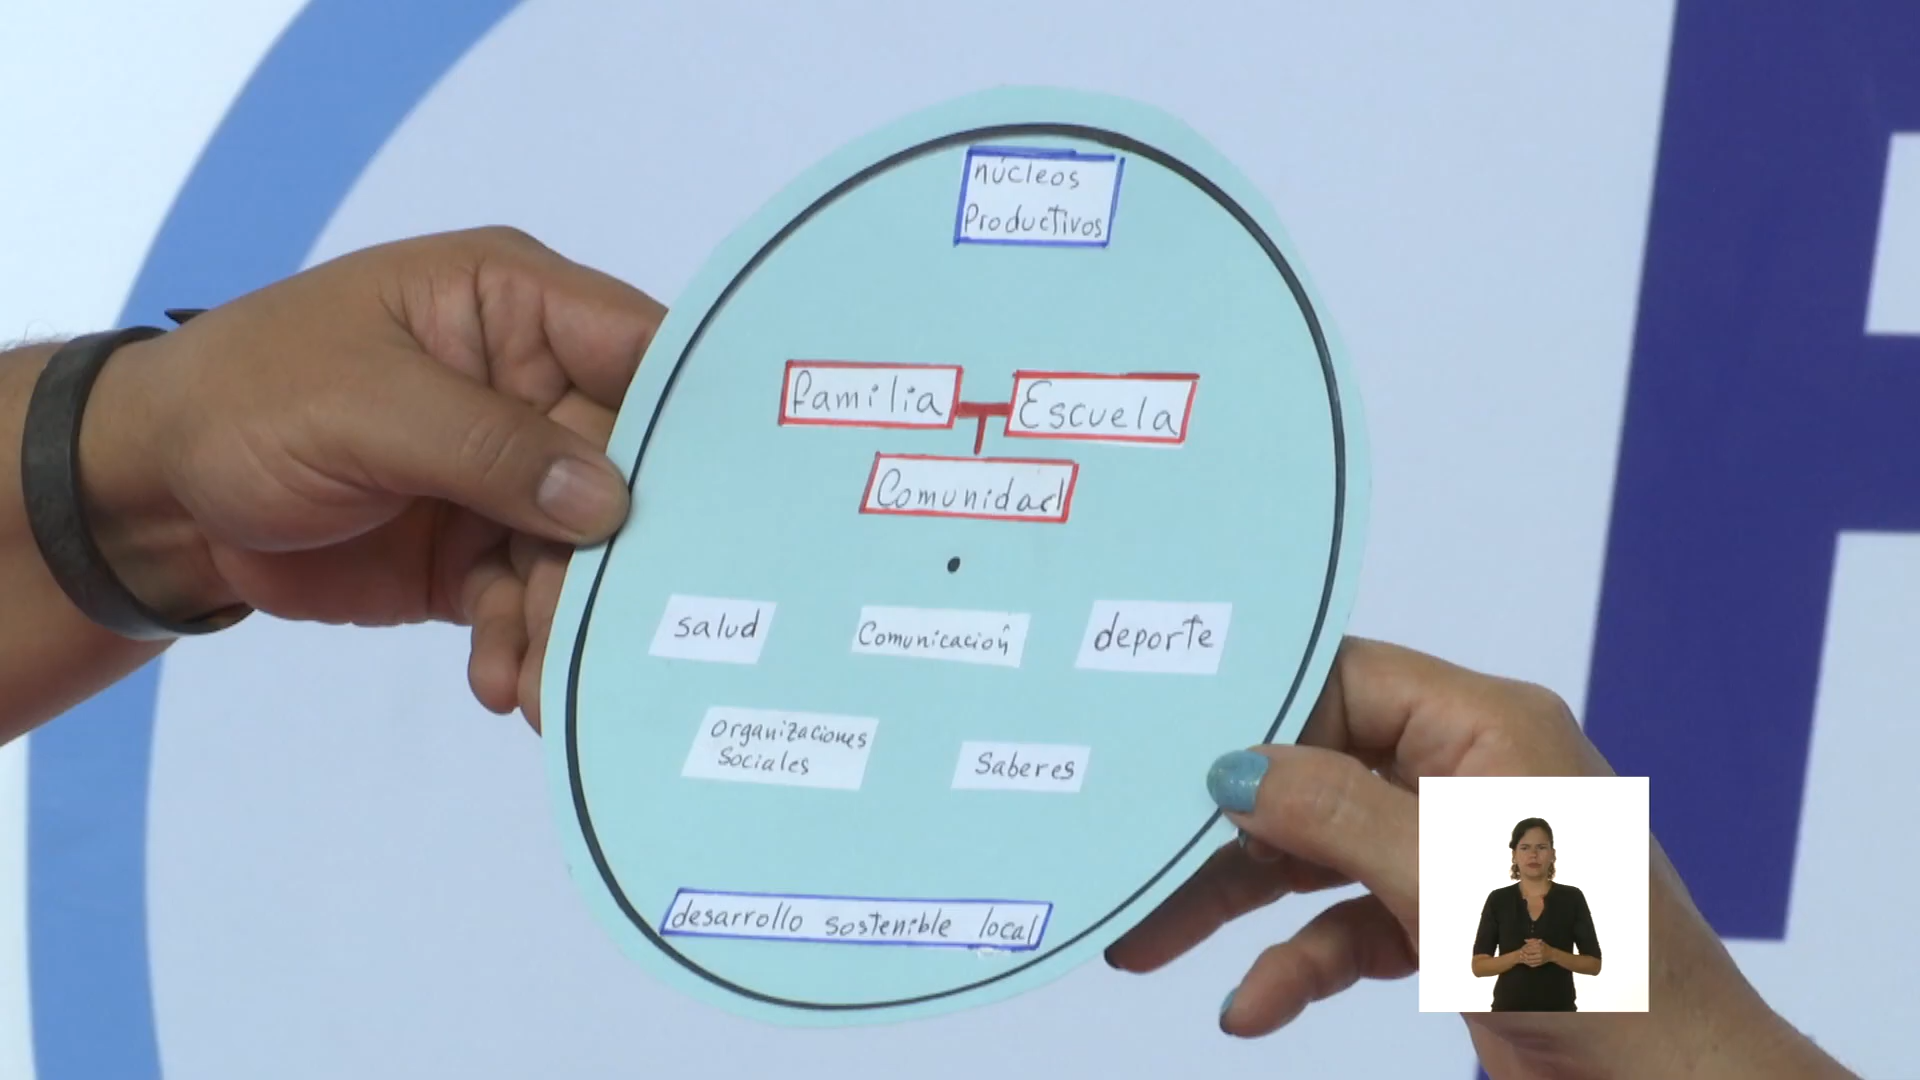 núcleos
Productivos
familia
Escuela
Comunidad
salud
Comunicación
deporte
organizaciones
Sociales
Saberes
desarrollo sostenible local